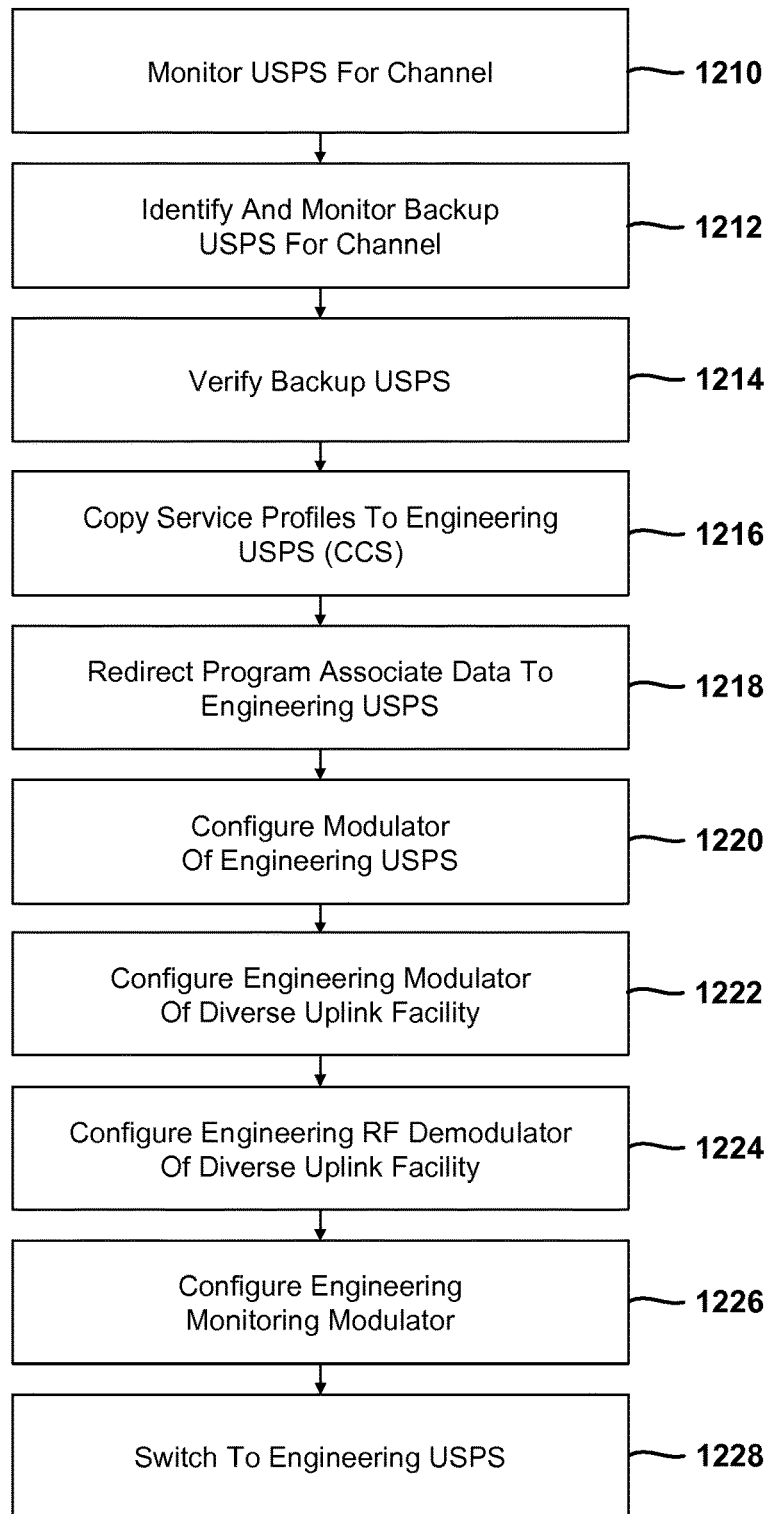 Monitor USPS For Channel
1210
Identify And Monitor Backup
USPS For Channel
1212
Verify Backup USPS
1214
Copy Service Profiles To Engineering
USPS (CCS)
1216
Redirect Program Associate Data To
Engineering USPS
1218
Configure Modulator
Of Engineering USPS
1220
Configure Engineering Modulator
Of Diverse Uplink Facility
1222
Configure Engineering RF Demodulator
Of Diverse Uplink Facility
1224
Configure Engineering
Monitoring Modulator
1226
Switch To Engineering USPS
1228